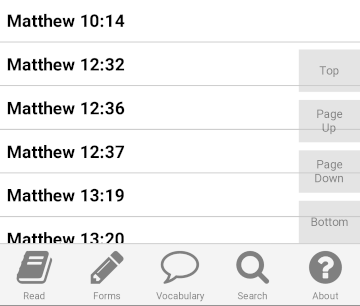 Matthew 10:14
Matthew 12:32
Top
Matthew 12:36
Page
Up
Matthew 12:37
Page
Down
Matthew 13:19
Bottom
Matthew 13:20
Read
Forms
Vocabulary
Search
About